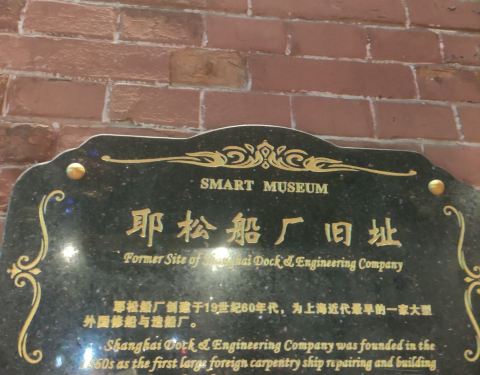 SMART MUSEUM
耶松船厂旧址
Former Site of Shanghai Dock & Engineering Company
耶松船厂创建于19世纪60年代，为上海近代最早的一家大型
外国修船与造船厂。
Shanghai Dock & Engineering Company was founded in the
1860s as the first large foreign carpentry ship repairing and building